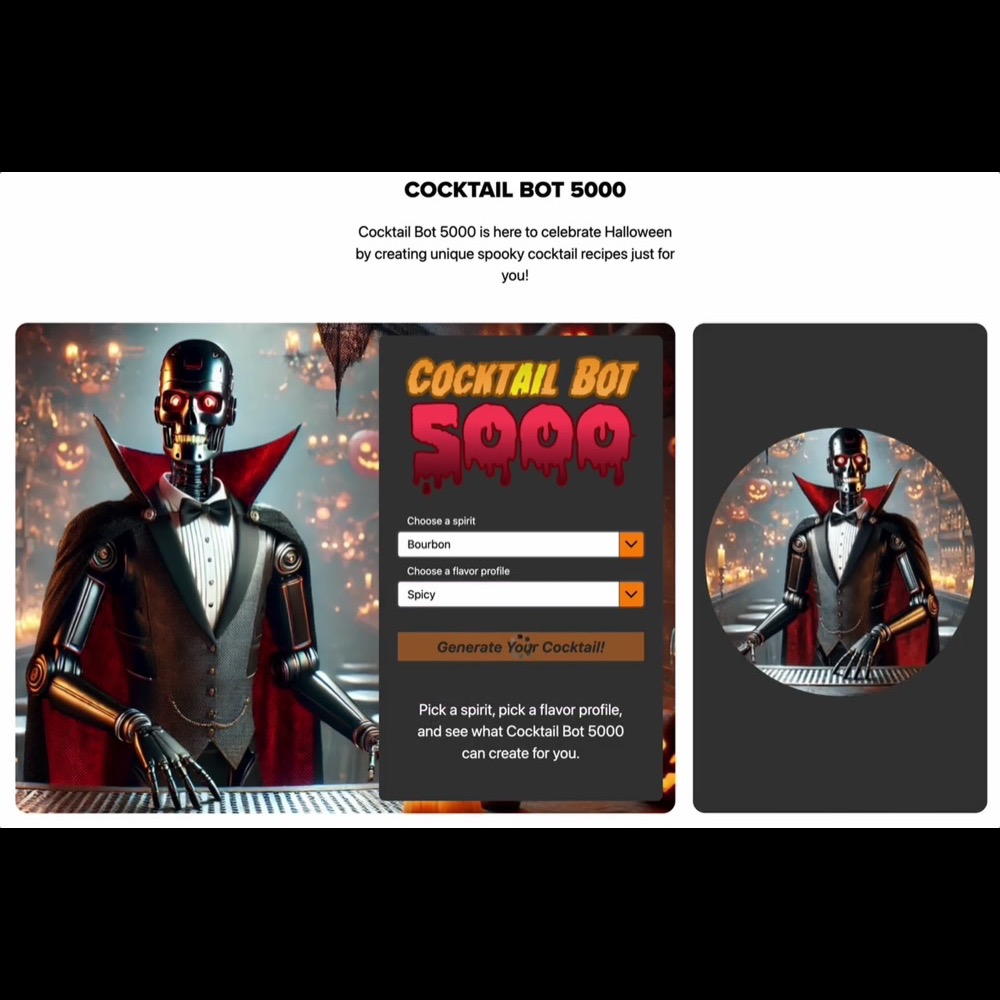 COCKTAIL BOT 5000
Cocktail Bot 5000 is here to celebrate Halloween
by creating unique spooky cocktail recipes just for
you!
COCKTAIL BOT
5000
Choose a spirit
Bourbon
Choose a flavor profile
Spicy
Generate Your Cocktail!
Pick a spirit, pick a flavor profile,
and see what Cocktail Bot 5000
can create for you.